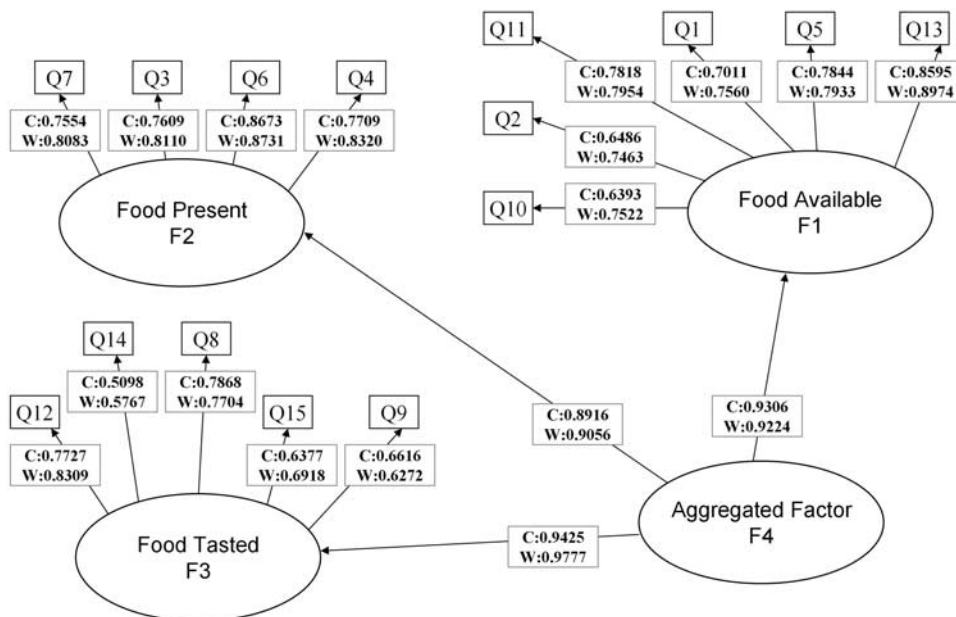 Q7
Q3
Q6
Q4
C:0.7554
W:0.8083
C:0.7609
W:0.8110
C:0.8673
W:0.8731
C:0.7709
W:0.8320
Food Present
F2
Q11
Q1
Q5
Q13
C:0.7818
W:0.7954
C:0.7011
W:0.7560
C:0.7844
W:0.7933
C:0.8595
W:0.8974
Q2
C:0.6486
W:0.7463
Q10
C:0.6393
W:0.7522
Food Available
F1
Q14
Q8
C:0.5098
W:0.5767
C:0.7868
W:0.7704
Q12
Q15
Q9
C:0.7727
W:0.8309
C:0.6377
W:0.6918
C:0.6616
W:0.6272
Food Tasted
F3
C:0.8916
W:0.9056
C:0.9306
W:0.9224
C:0.9425
W:0.9777
Aggregated Factor
F4